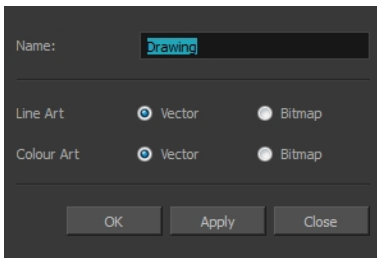 Name: Drawing
Line Art Vector Bitmap
Colour Art Vector Bitmap
OK Apply Close